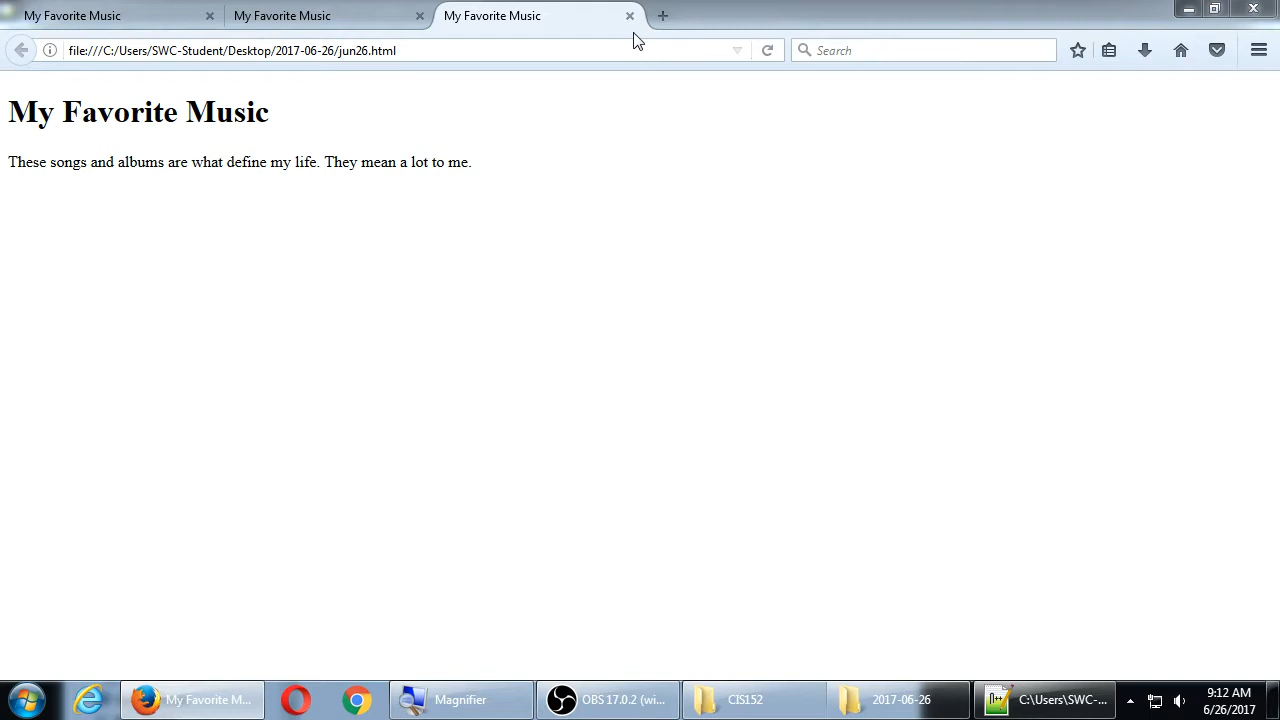 My Favorite Music
My Favorite Music
My Favorite Music
file:///C:/Users/SWC-Student/Desktop/2017-06-26/jun26.html
Search
My Favorite Music
These songs and albums are what define my life. They mean a lot to me.
My Favorite M...
Magnifier
OBS 17.0.2 (wi...
CIS152
2017-06-26
C:\Users\SWC-...
9:12 AM
6/26/2017